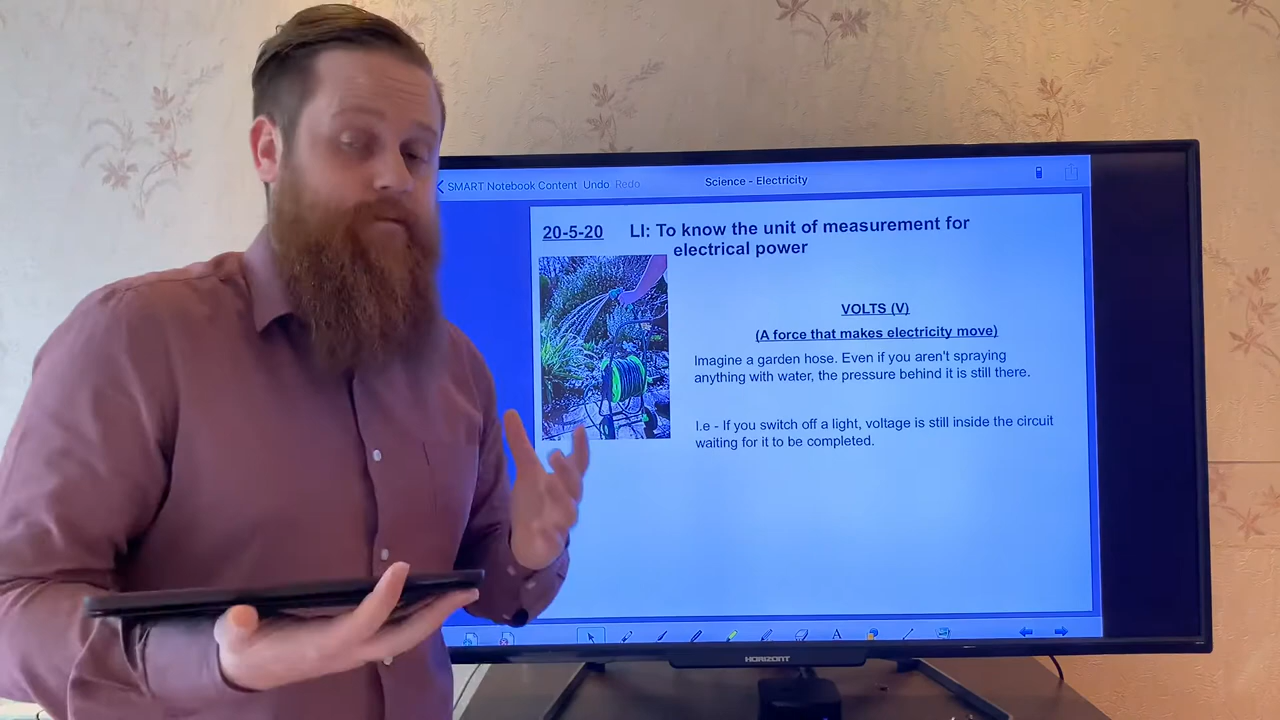 SMART Notebook Content Undo Redo Science - Electricity
20-5-20 LI: To know the unit of measurement for
electrical power
VOLTS (V)
(A force that makes electricity move)
Imagine a garden hose. Even if you aren't spraying
anything with water, the pressure behind it is still there.
I.e - If you switch off a light, voltage is still inside the circuit
waiting for it to be completed.
A
HORIZONT